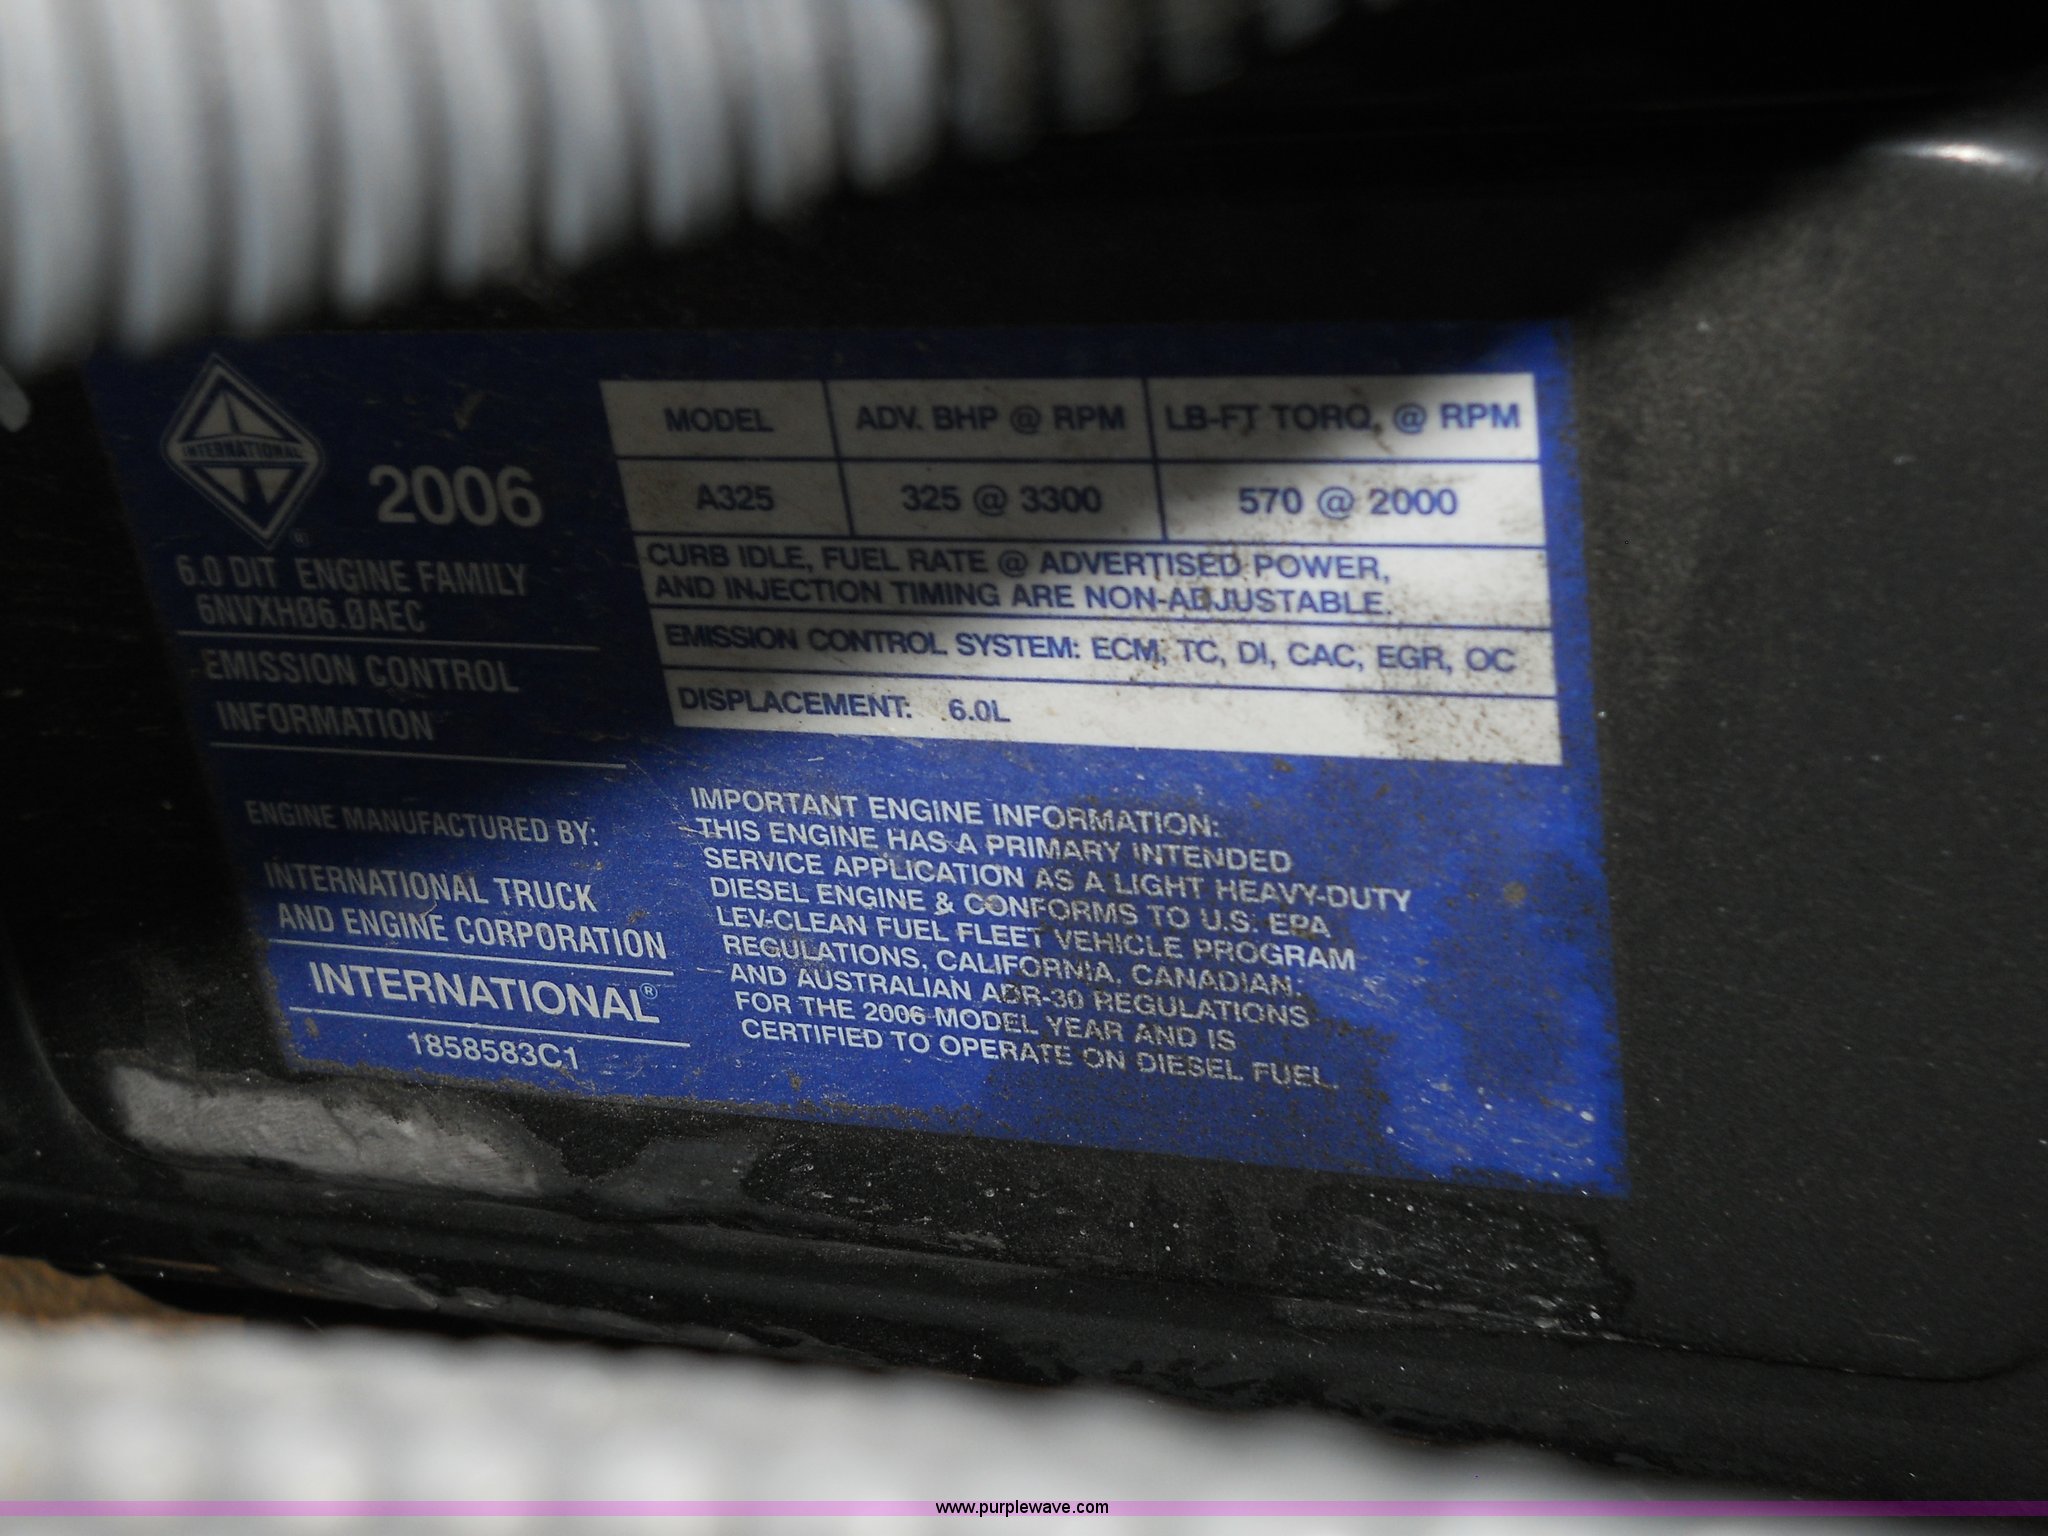 INTERNATIONAL
®
2006
6.0 DIT ENGINE FAMILY
6NVXHØ6.ØAEC
EMISSION CONTROL
INFORMATION
ENGINE MANUFACTURED BY:
INTERNATIONAL TRUCK
AND ENGINE CORPORATION
INTERNATIONAL®
1858583C1
MODEL ADV. BHP @ RPM LB-FT TORQ. @ RPM
A325 325 @ 3300 570 @ 2000
CURB IDLE, FUEL RATE @ ADVERTISED POWER,
AND INJECTION TIMING ARE NON-ADJUSTABLE.
EMISSION CONTROL SYSTEM: ECM, TC, DI, CAC, EGR, OC
DISPLACEMENT: 6.0L
IMPORTANT ENGINE INFORMATION:
THIS ENGINE HAS A PRIMARY INTENDED
SERVICE APPLICATION AS A LIGHT HEAVY-DUTY
DIESEL ENGINE & CONFORMS TO U.S. EPA
LEV-CLEAN FUEL FLEET VEHICLE PROGRAM
REGULATIONS, CALIFORNIA, CANADIAN,
AND AUSTRALIAN ADR-30 REGULATIONS
FOR THE 2006 MODEL YEAR AND IS
CERTIFIED TO OPERATE ON DIESEL FUEL.
www.purplewave.com